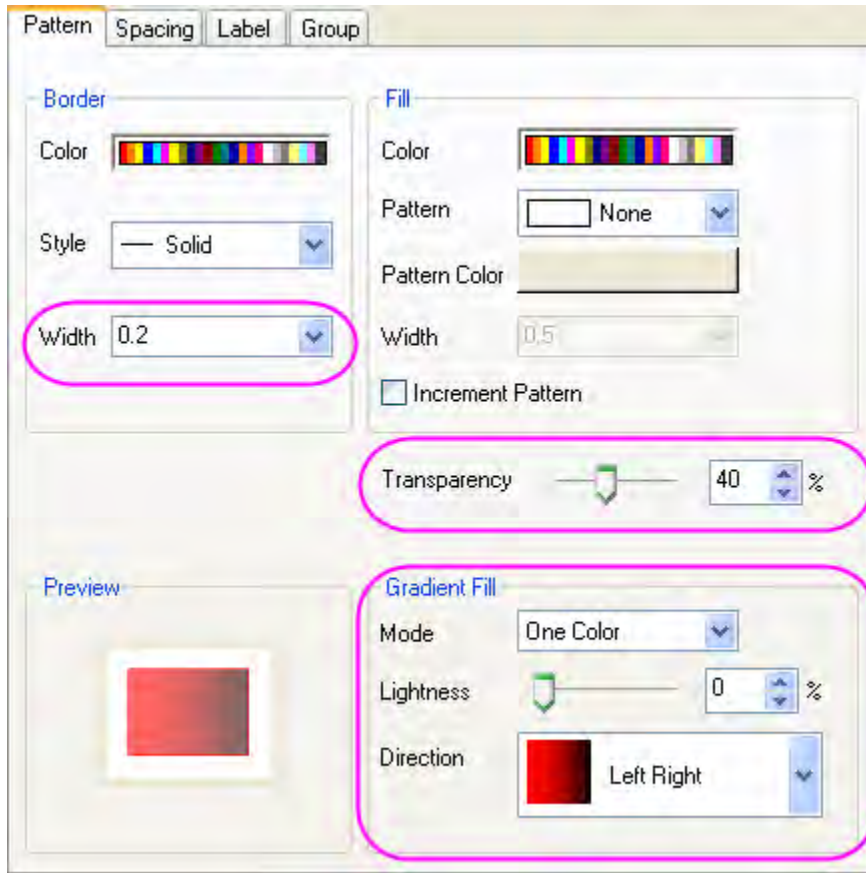 Pattern Spacing Label Group
Border
Color
Style — Solid
Width 0.2
Fill
Color
Pattern None
Pattern Color
Width 0.5
Increment Pattern
Transparency 40 %
Preview
Gradient Fill
Mode One Color
Lightness 0 %
Direction Left Right